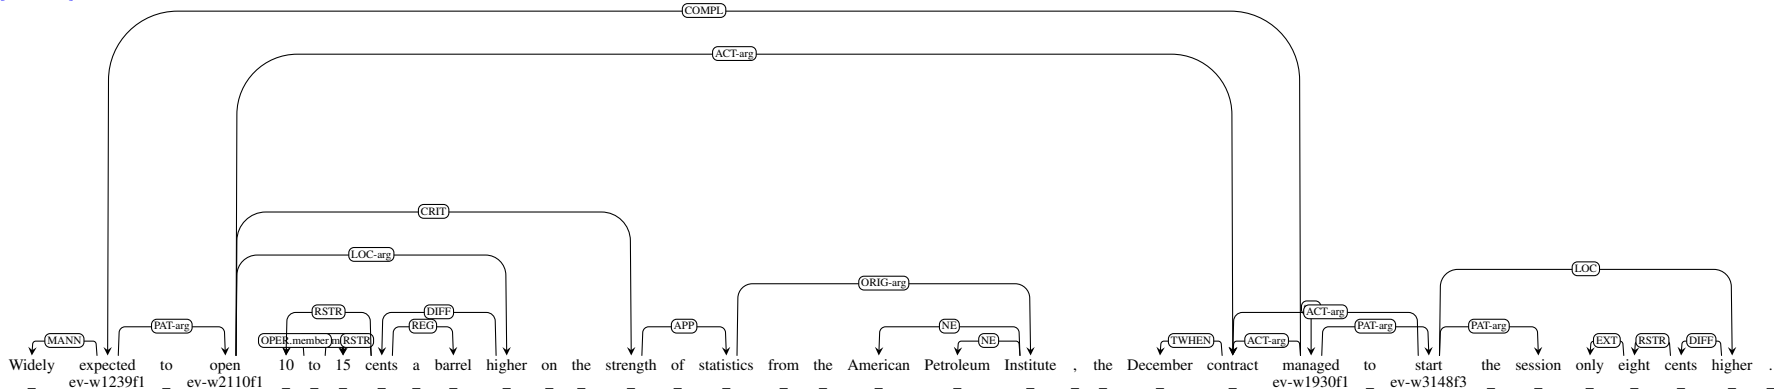 COMPL
ACT-arg
CRIT
LOC-arg
ORIG-arg
LOC
RSTR DIFF ACT-arg
PAT-arg REG APP NE PAT-arg PAT-arg
MANN OPER.member RSTR NE TWHEN ACT-arg EXT RSTR DIFF
Widely expected to open 10 to 15 cents a barrel higher on the strength of statistics from the American Petroleum Institute , the December contract managed to start the session only eight cents higher .
ev-w1239f1 ev-w2110f1 ev-w1930f1 ev-w3148f3